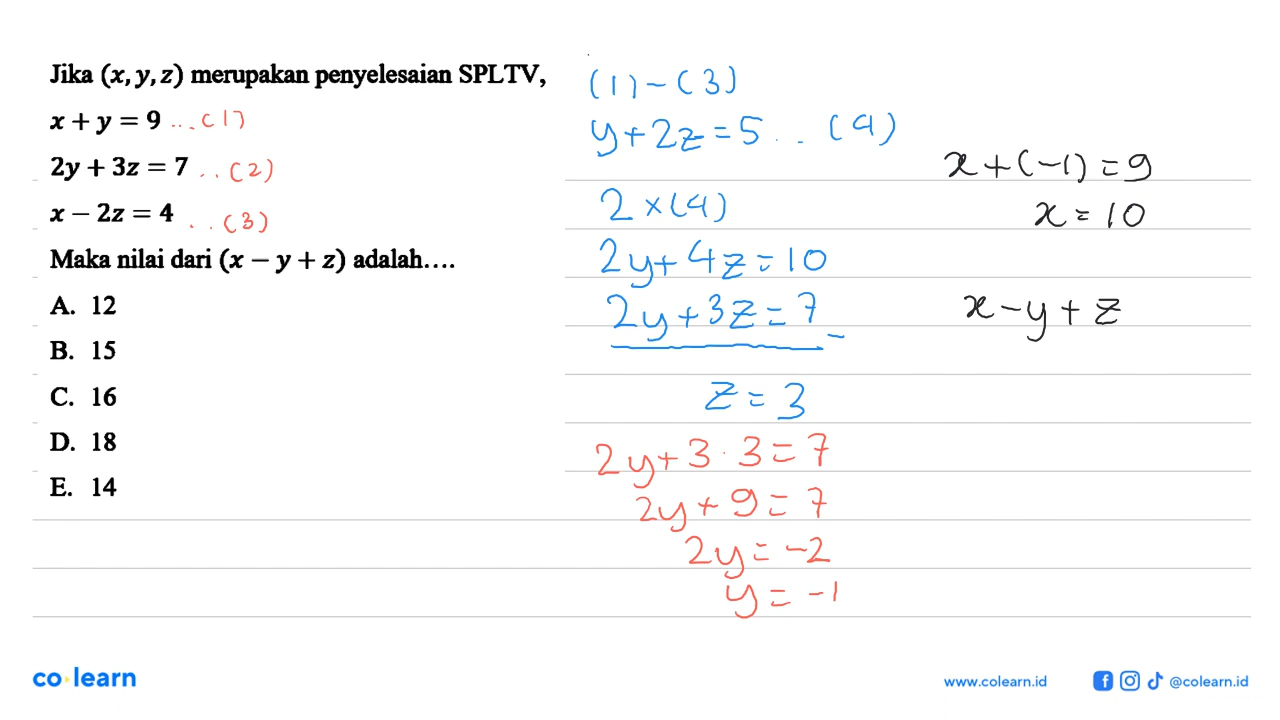 Jika (x, y, z) merupakan penyelesaian SPLTV,
x + y = 9 ...(1)
2y + 3z = 7 ..(2)
x − 2z = 4 ..(3)
Maka nilai dari (x − y + z) adalah....
A. 12
B. 15
C. 16
D. 18
E. 14
(1) - (3)
y + 2z = 5 .. (4)
2 × (4)
2y + 4z = 10
2y + 3z = 7 -
z = 3
2y + 3 . 3 = 7
2y + 9 = 7
2y = -2
y = -1
x + (-1) = 9
x = 10
x - y + z
co learn
www.colearn.id
@colearn.id